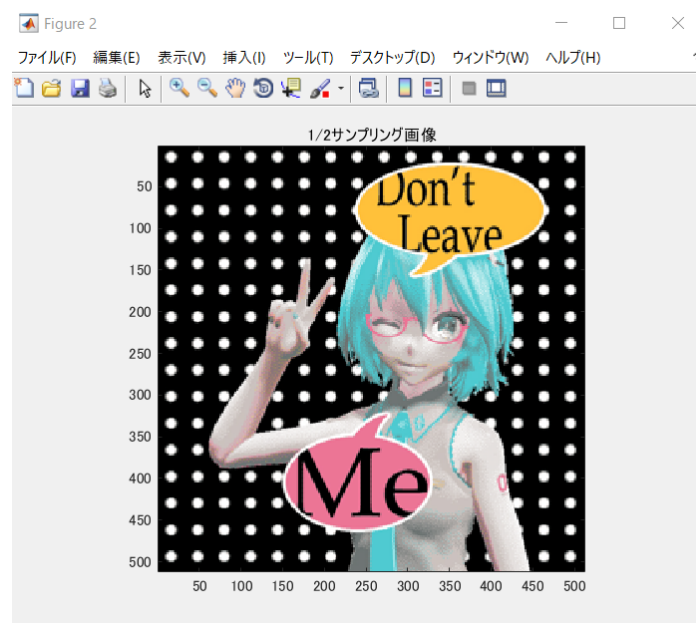 Figure 2
ファイル(F) 編集(E) 表示(V) 挿入(I) ツール(T) デスクトップ(D) ウィンドウ(W) ヘルプ(H)
1/2サンプリング画像
Don't
Leave
Me
50
100
150
200
250
300
350
400
450
500
50 100 150 200 250 300 350 400 450 500